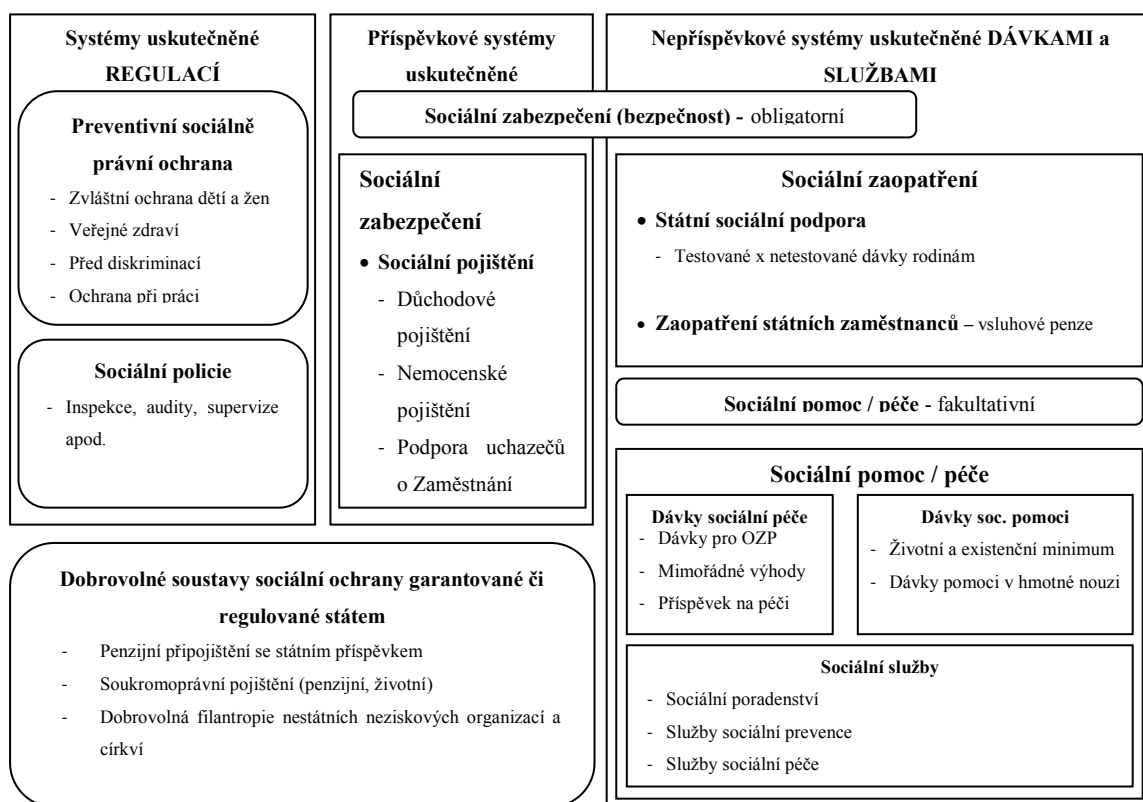 Systémy uskutečněné
REGULACÍ
Preventivní sociálně
právní ochrana
- Zvláštní ochrana dětí a žen
- Veřejné zdraví
- Před diskriminací
- Ochrana při práci
Sociální policie
- Inspekce, audity, supervize
apod.
Příspěvkové systémy
uskutečněné
Nepříspěvkové systémy uskutečněné DÁVKAMI a
SLUŽBAMI
Sociální zabezpečení (bezpečnost) - obligatorní
Sociální
zabezpečení
• Sociální pojištění
- Důchodové
pojištění
- Nemocenské
pojištění
- Podpora uchazečů
o Zaměstnání
Sociální zaopatření
• Státní sociální podpora
- Testované x netestované dávky rodinám
• Zaopatření státních zaměstnanců – vsluhové penze
Sociální pomoc / péče - fakultativní
Sociální pomoc / péče
Dávky sociální péče
- Dávky pro OZP
- Mimořádné výhody
- Příspěvek na péči
Dávky soc. pomoci
- Životní a existenční minimum
- Dávky pomoci v hmotné nouzi
Sociální služby
- Sociální poradenství
- Služby sociální prevence
- Služby sociální péče
Dobrovolné soustavy sociální ochrany garantované či
regulované státem
- Penzijní připojištění se státním příspěvkem
- Soukromoprávní pojištění (penzijní, životní)
- Dobrovolná filantropie nestátních neziskových organizací a
církví